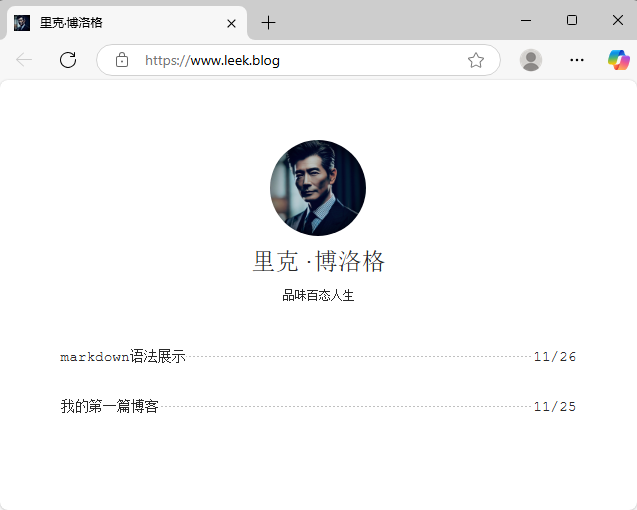 里克·博洛格
https://www.leek.blog
里克 ·博洛格
品味百态人生
markdown语法展示 11/26
我的第一篇博客 11/25